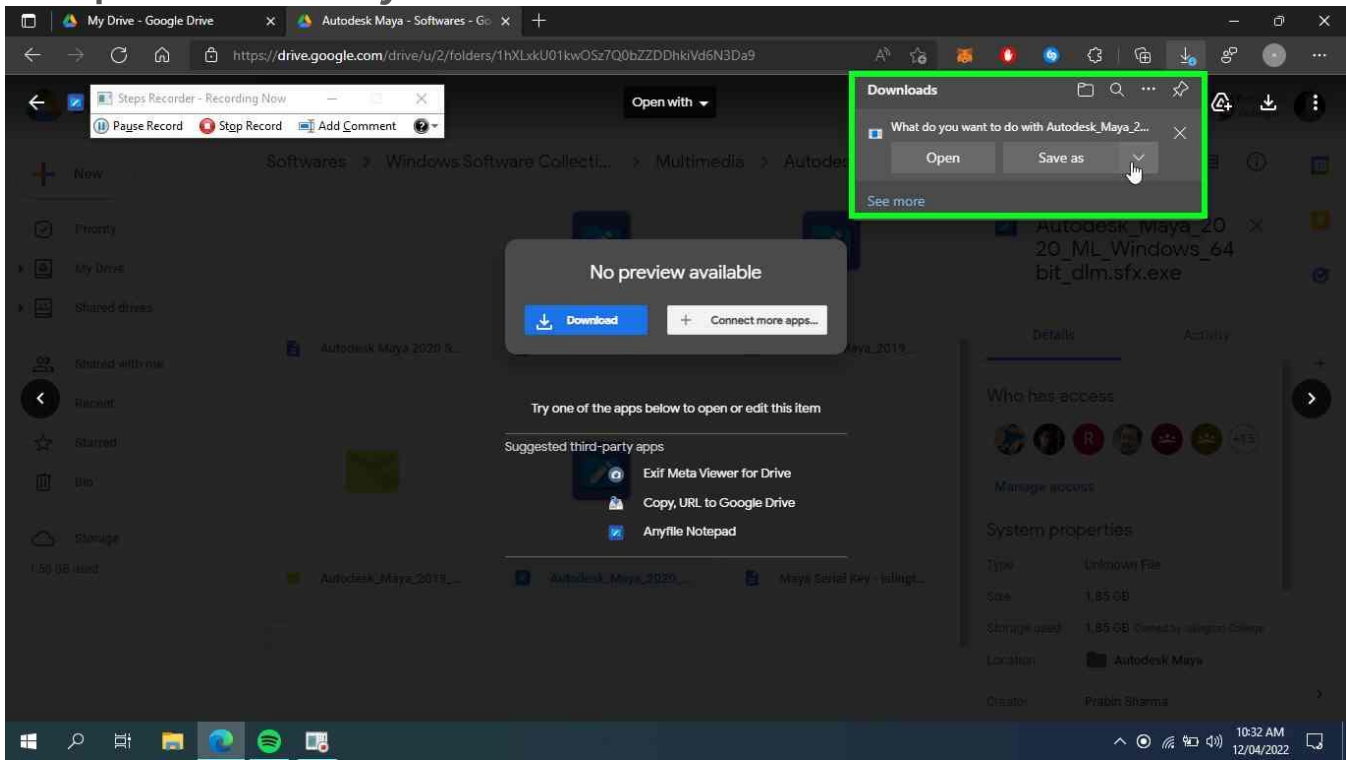 My Drive - Google Drive
Autodesk Maya - Softwares - Go
https://drive.google.com/drive/u/2/folders/1hXLxkU01kwOSz7Q0bZZDDhkiVd6N3Da9
Steps Recorder - Recording Now
Pause Record Stop Record Add Comment
Open with
Downloads
What do you want to do with Autodesk_Maya_2...
Open Save as
See more
Softwares > Windows Software Collecti... > Multimedia > Autodes
New
Priority
My Drive
Shared drives
Shared with me
Recent
Starred
Bin
Storage
1.55 GB used
No preview available
Download
Connect more apps...
Autodesk Maya 2020 S...
Maya_2019...
Try one of the apps below to open or edit this item
Suggested third-party apps
Exif Meta Viewer for Drive
Copy, URL to Google Drive
Anyfile Notepad
Autodesk_Maya_2019_...
Autodesk_Maya_2020_...
Maya Serial Key -
Autodesk_Maya_20
20_ML_Windows_64
bit_dlm.sfx.exe
Details Activity
Who has access
R +15
Manage access
System properties
Type Unknown File
Size 1.85 GB
Storage used 1.85 GB Owned by Islington College
Location Autodesk Maya
Creator Prabin Sharma
10:32 AM
12/04/2022